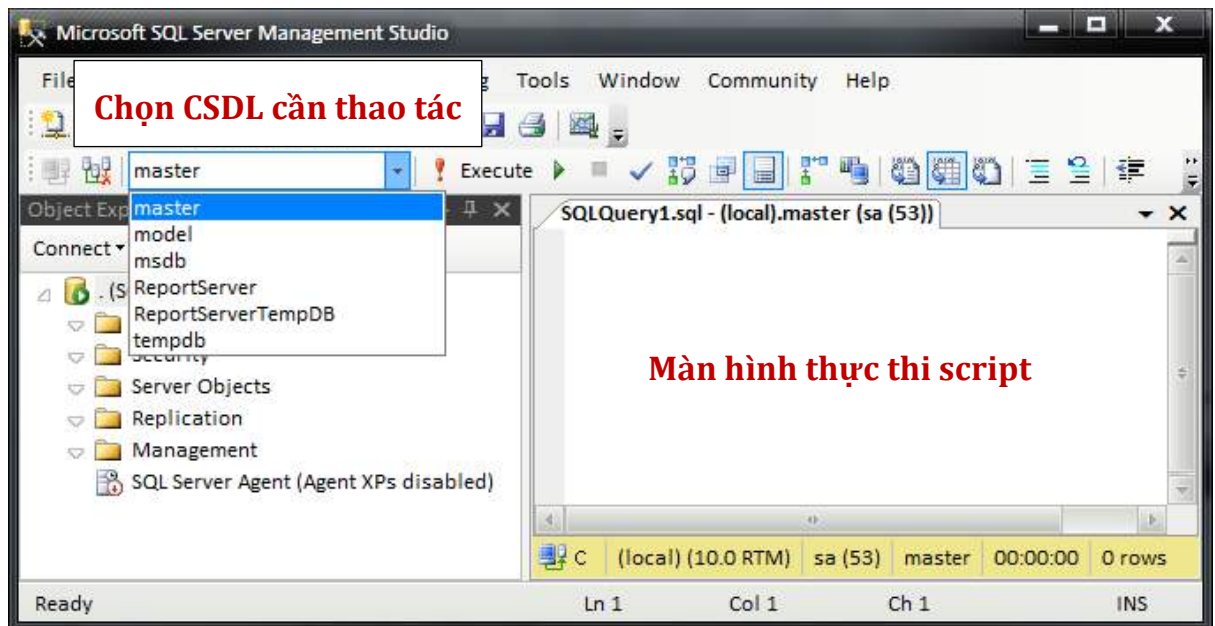 Microsoft SQL Server Management Studio
File Tools Window Community Help
Chọn CSDL cần thao tác
master Execute
Object Exp
SQLQuery1.sql - (local).master (sa (53))
Connect
master
model
msdb
ReportServer
ReportServerTempDB
tempdb
. (S
Security
Server Objects
Replication
Management
SQL Server Agent (Agent XPs disabled)
Màn hình thực thi script
C (local) (10.0 RTM) sa (53) master 00:00:00 0 rows
Ready Ln 1 Col 1 Ch 1 INS